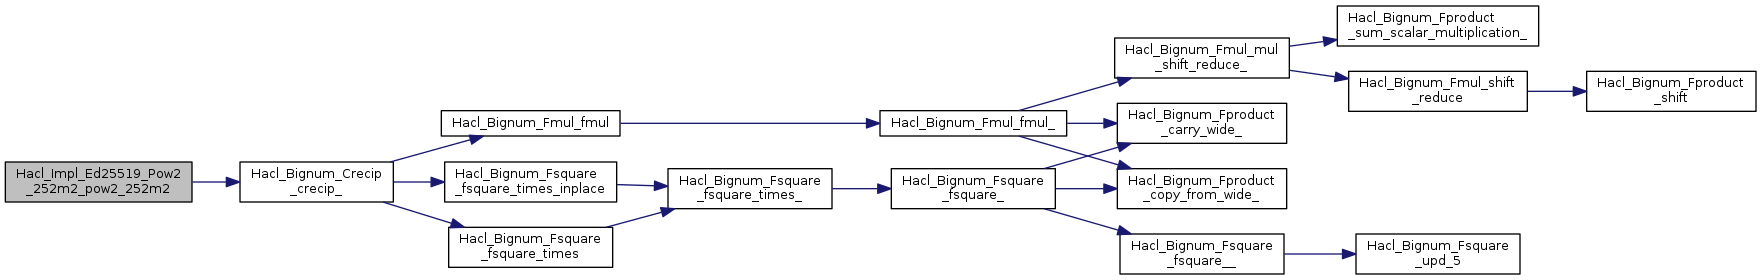 Hacl_Impl_Ed25519_Pow2
_252m2_pow2_252m2
Hacl_Bignum_Crecip
_crecip_
Hacl_Bignum_Fmul_fmul
Hacl_Bignum_Fsquare
_fsquare_times_inplace
Hacl_Bignum_Fsquare
_fsquare_times
Hacl_Bignum_Fsquare
_fsquare_times_
Hacl_Bignum_Fmul_fmul_
Hacl_Bignum_Fsquare
_fsquare_
Hacl_Bignum_Fmul_mul
_shift_reduce_
Hacl_Bignum_Fproduct
_carry_wide_
Hacl_Bignum_Fproduct
_copy_from_wide_
Hacl_Bignum_Fsquare
_fsquare__
Hacl_Bignum_Fproduct
_sum_scalar_multiplication_
Hacl_Bignum_Fmul_shift
_reduce
Hacl_Bignum_Fsquare
_upd_5
Hacl_Bignum_Fproduct
_shift